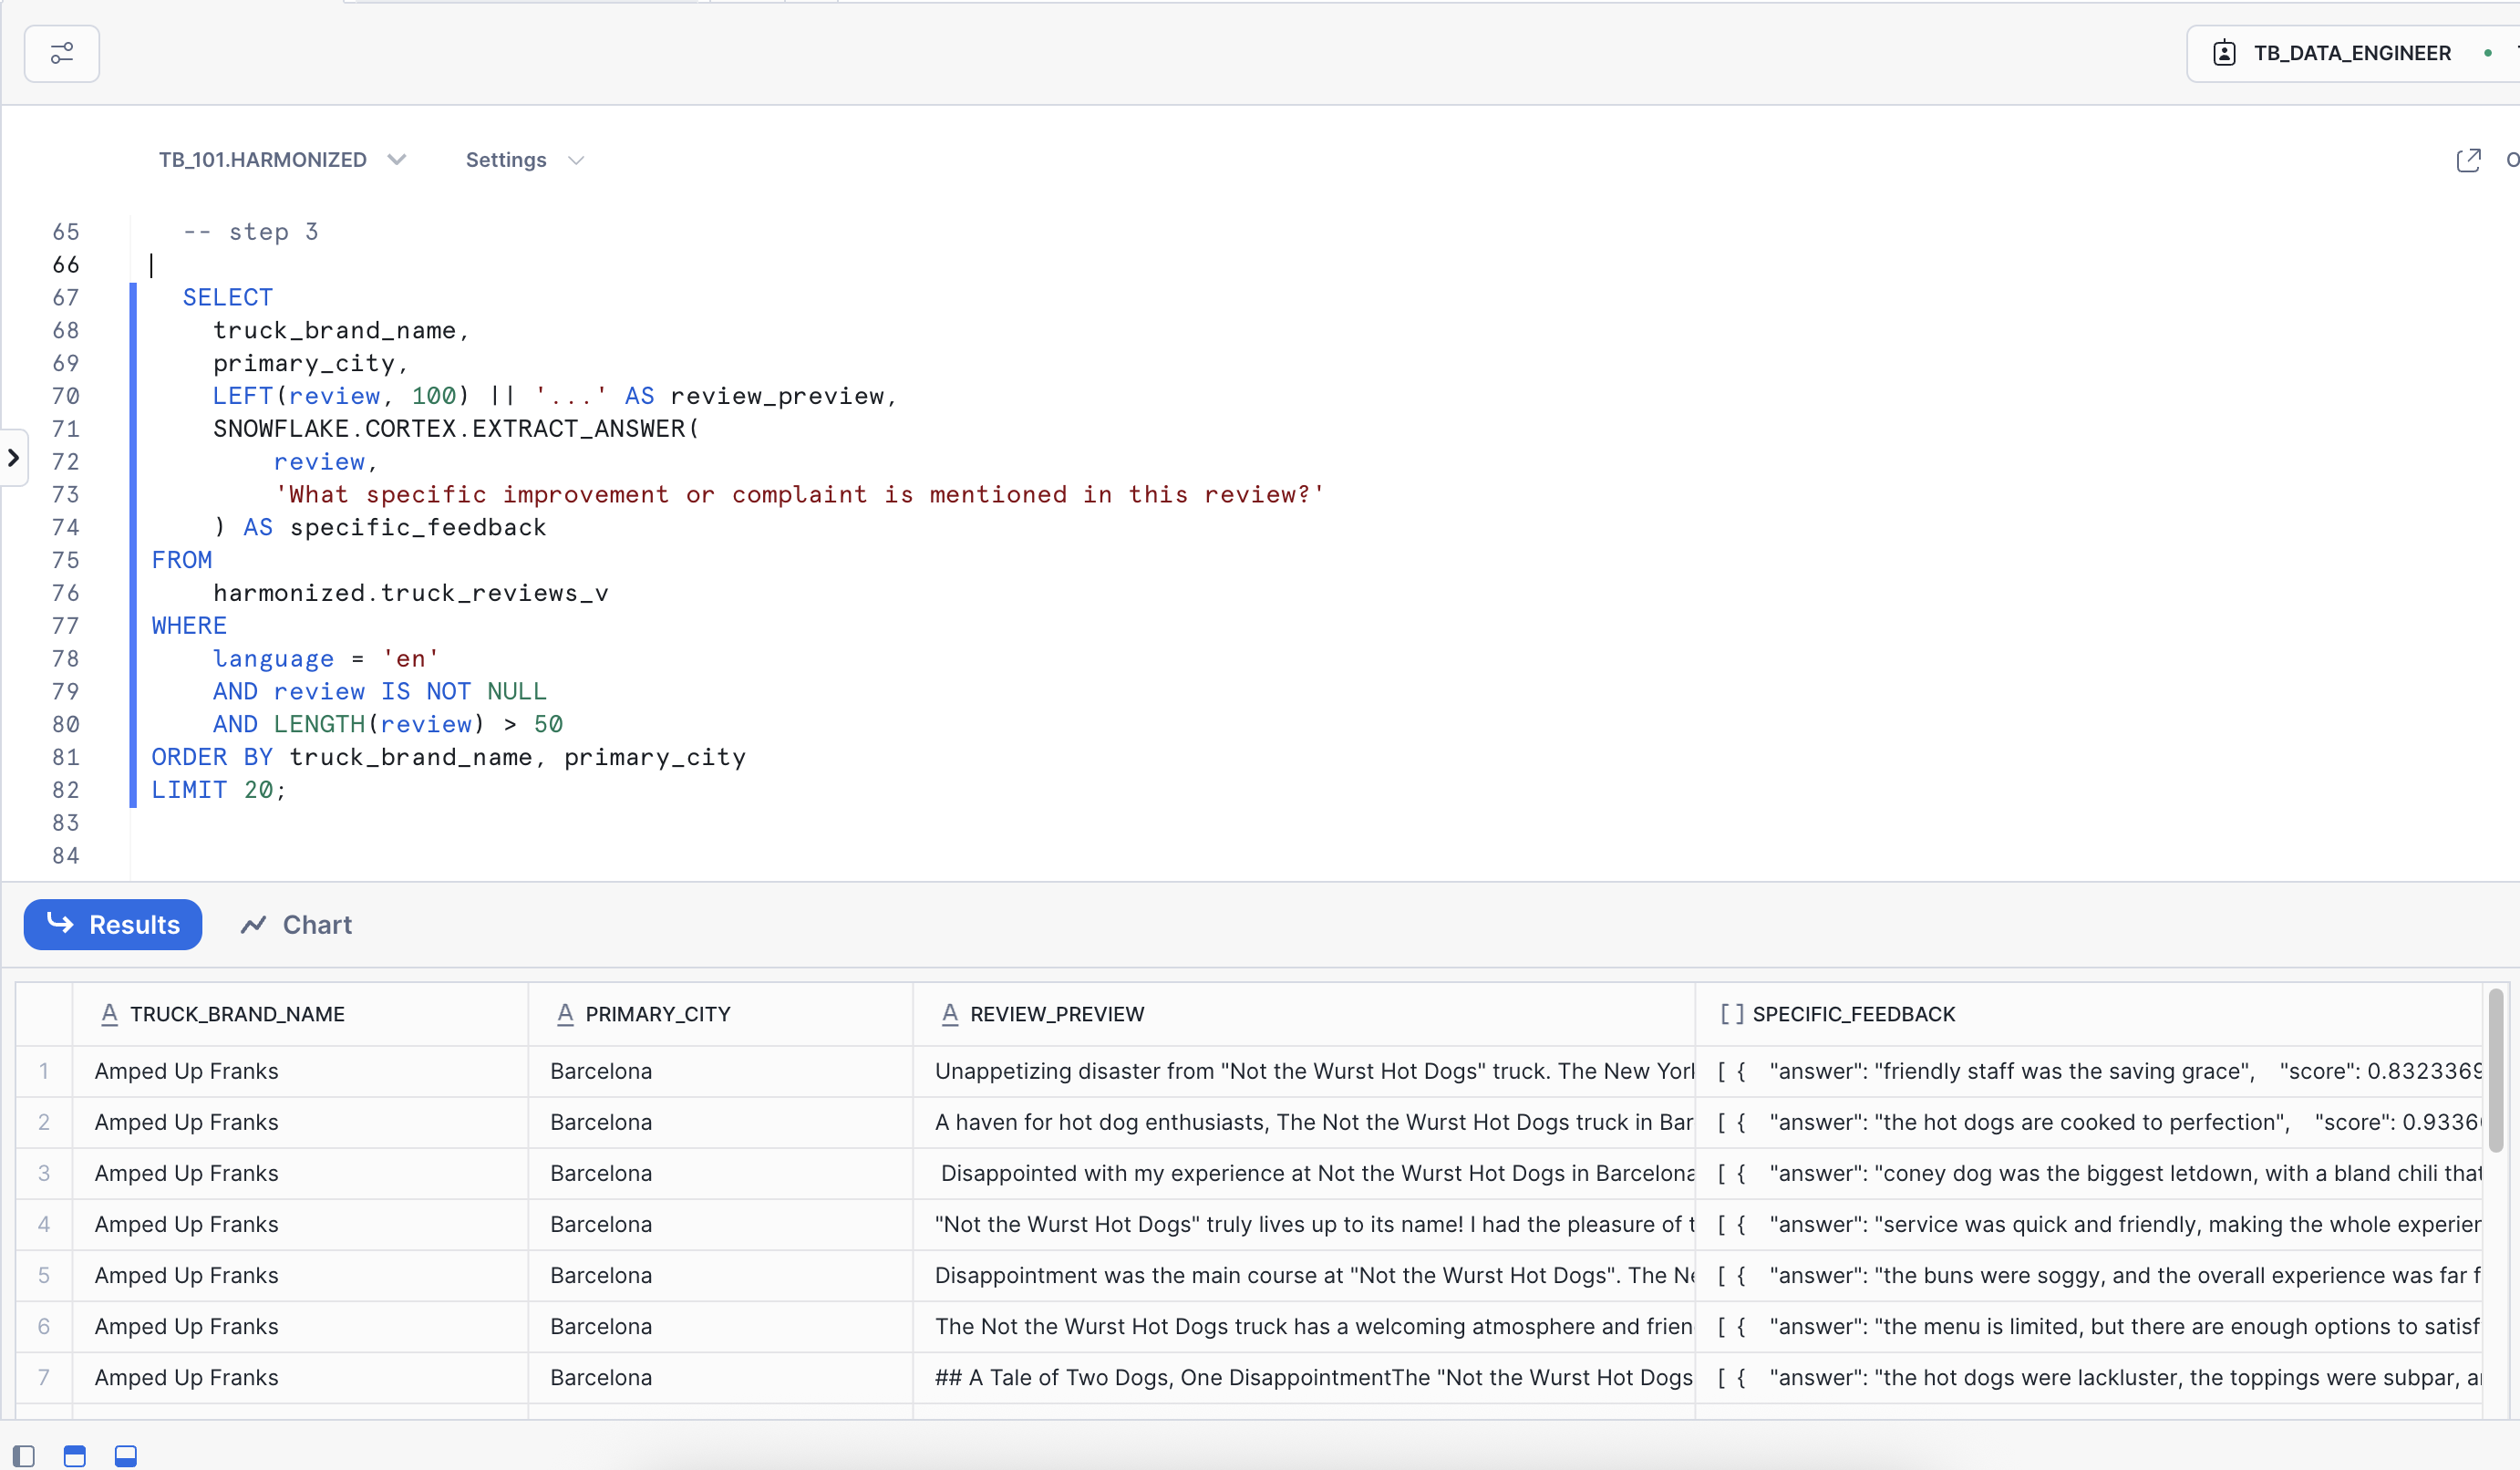 TB_DATA_ENGINEER
TB_101.HARMONIZED Settings
65 -- step 3
66
67 SELECT
68 truck_brand_name,
69 primary_city,
70 LEFT(review, 100) || '...' AS review_preview,
71 SNOWFLAKE.CORTEX.EXTRACT_ANSWER(
72 review,
73 'What specific improvement or complaint is mentioned in this review?'
74 ) AS specific_feedback
75 FROM
76 harmonized.truck_reviews_v
77 WHERE
78 language = 'en'
79 AND review IS NOT NULL
80 AND LENGTH(review) > 50
81 ORDER BY truck_brand_name, primary_city
82 LIMIT 20;
83
84
Results Chart
A TRUCK_BRAND_NAME A PRIMARY_CITY A REVIEW_PREVIEW [ ] SPECIFIC_FEEDBACK
1 Amped Up Franks Barcelona Unappetizing disaster from "Not the Wurst Hot Dogs" truck. The New York [ { "answer": "friendly staff was the saving grace", "score": 0.8323369
2 Amped Up Franks Barcelona A haven for hot dog enthusiasts, The Not the Wurst Hot Dogs truck in Bar [ { "answer": "the hot dogs are cooked to perfection", "score": 0.9336
3 Amped Up Franks Barcelona Disappointed with my experience at Not the Wurst Hot Dogs in Barcelona [ { "answer": "coney dog was the biggest letdown, with a bland chili that
4 Amped Up Franks Barcelona "Not the Wurst Hot Dogs" truly lives up to its name! I had the pleasure of [ { "answer": "service was quick and friendly, making the whole
5 Amped Up Franks Barcelona Disappointment was the main course at "Not the Wurst Hot Dogs". The [ { "answer": "the buns were soggy, and the overall experience was far
6 Amped Up Franks Barcelona The Not the Wurst Hot Dogs truck has a welcoming atmosphere and frien [ { "answer": "the menu is limited, but there are enough options to satisf
7 Amped Up Franks Barcelona ## A Tale of Two Dogs, One DisappointmentThe "Not the Wurst Hot Dogs [ { "answer": "the hot dogs were lackluster, the toppings were subpar,